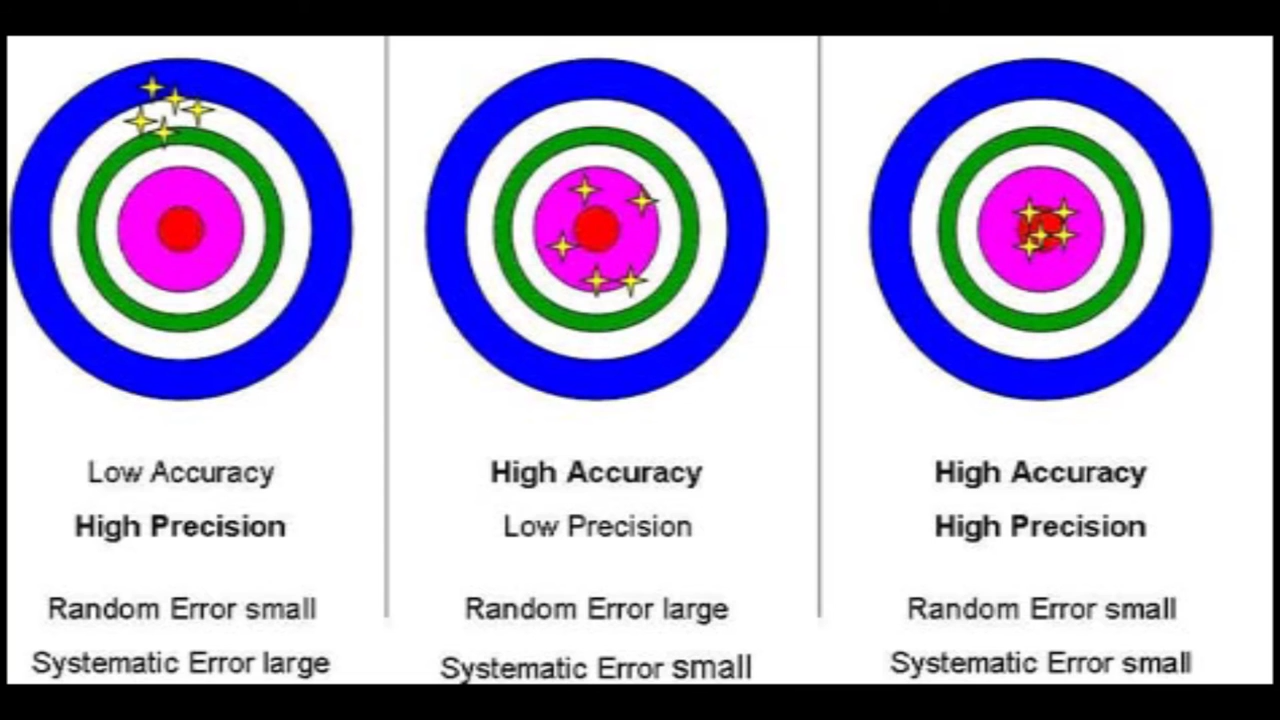 Low Accuracy
High Precision
Random Error small
Systematic Error large
High Accuracy
Low Precision
Random Error large
Systematic Error small
High Accuracy
High Precision
Random Error small
Systematic Error small